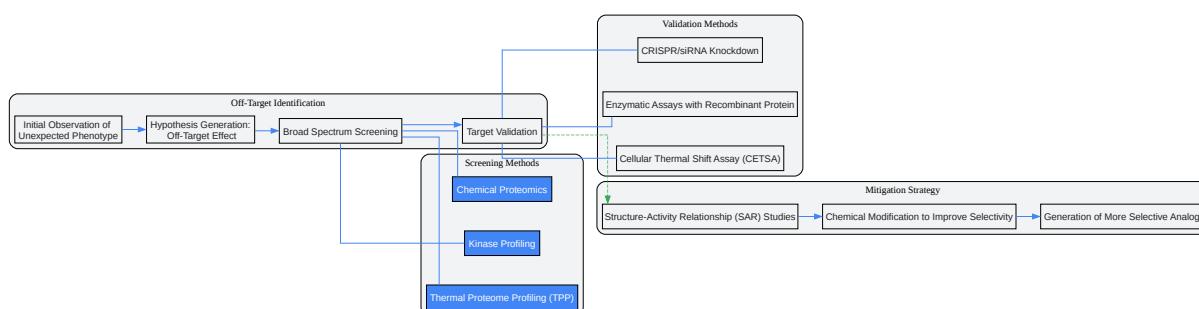 Validation Methods
CRISPR/siRNA Knockdown
Enzymatic Assays with Recombinant Protein
Cellular Thermal Shift Assay (CETSA)
Off-Target Identification
Initial Observation of
Unexpected Phenotype
Hypothesis Generation:
Off-Target Effect
Broad Spectrum Screening
Target Validation
Screening Methods
Chemical Proteomics
Kinase Profiling
Thermal Proteome Profiling (TPP)
Mitigation Strategy
Structure-Activity Relationship (SAR) Studies
Chemical Modification to Improve Selectivity
Generation of More Selective Analog